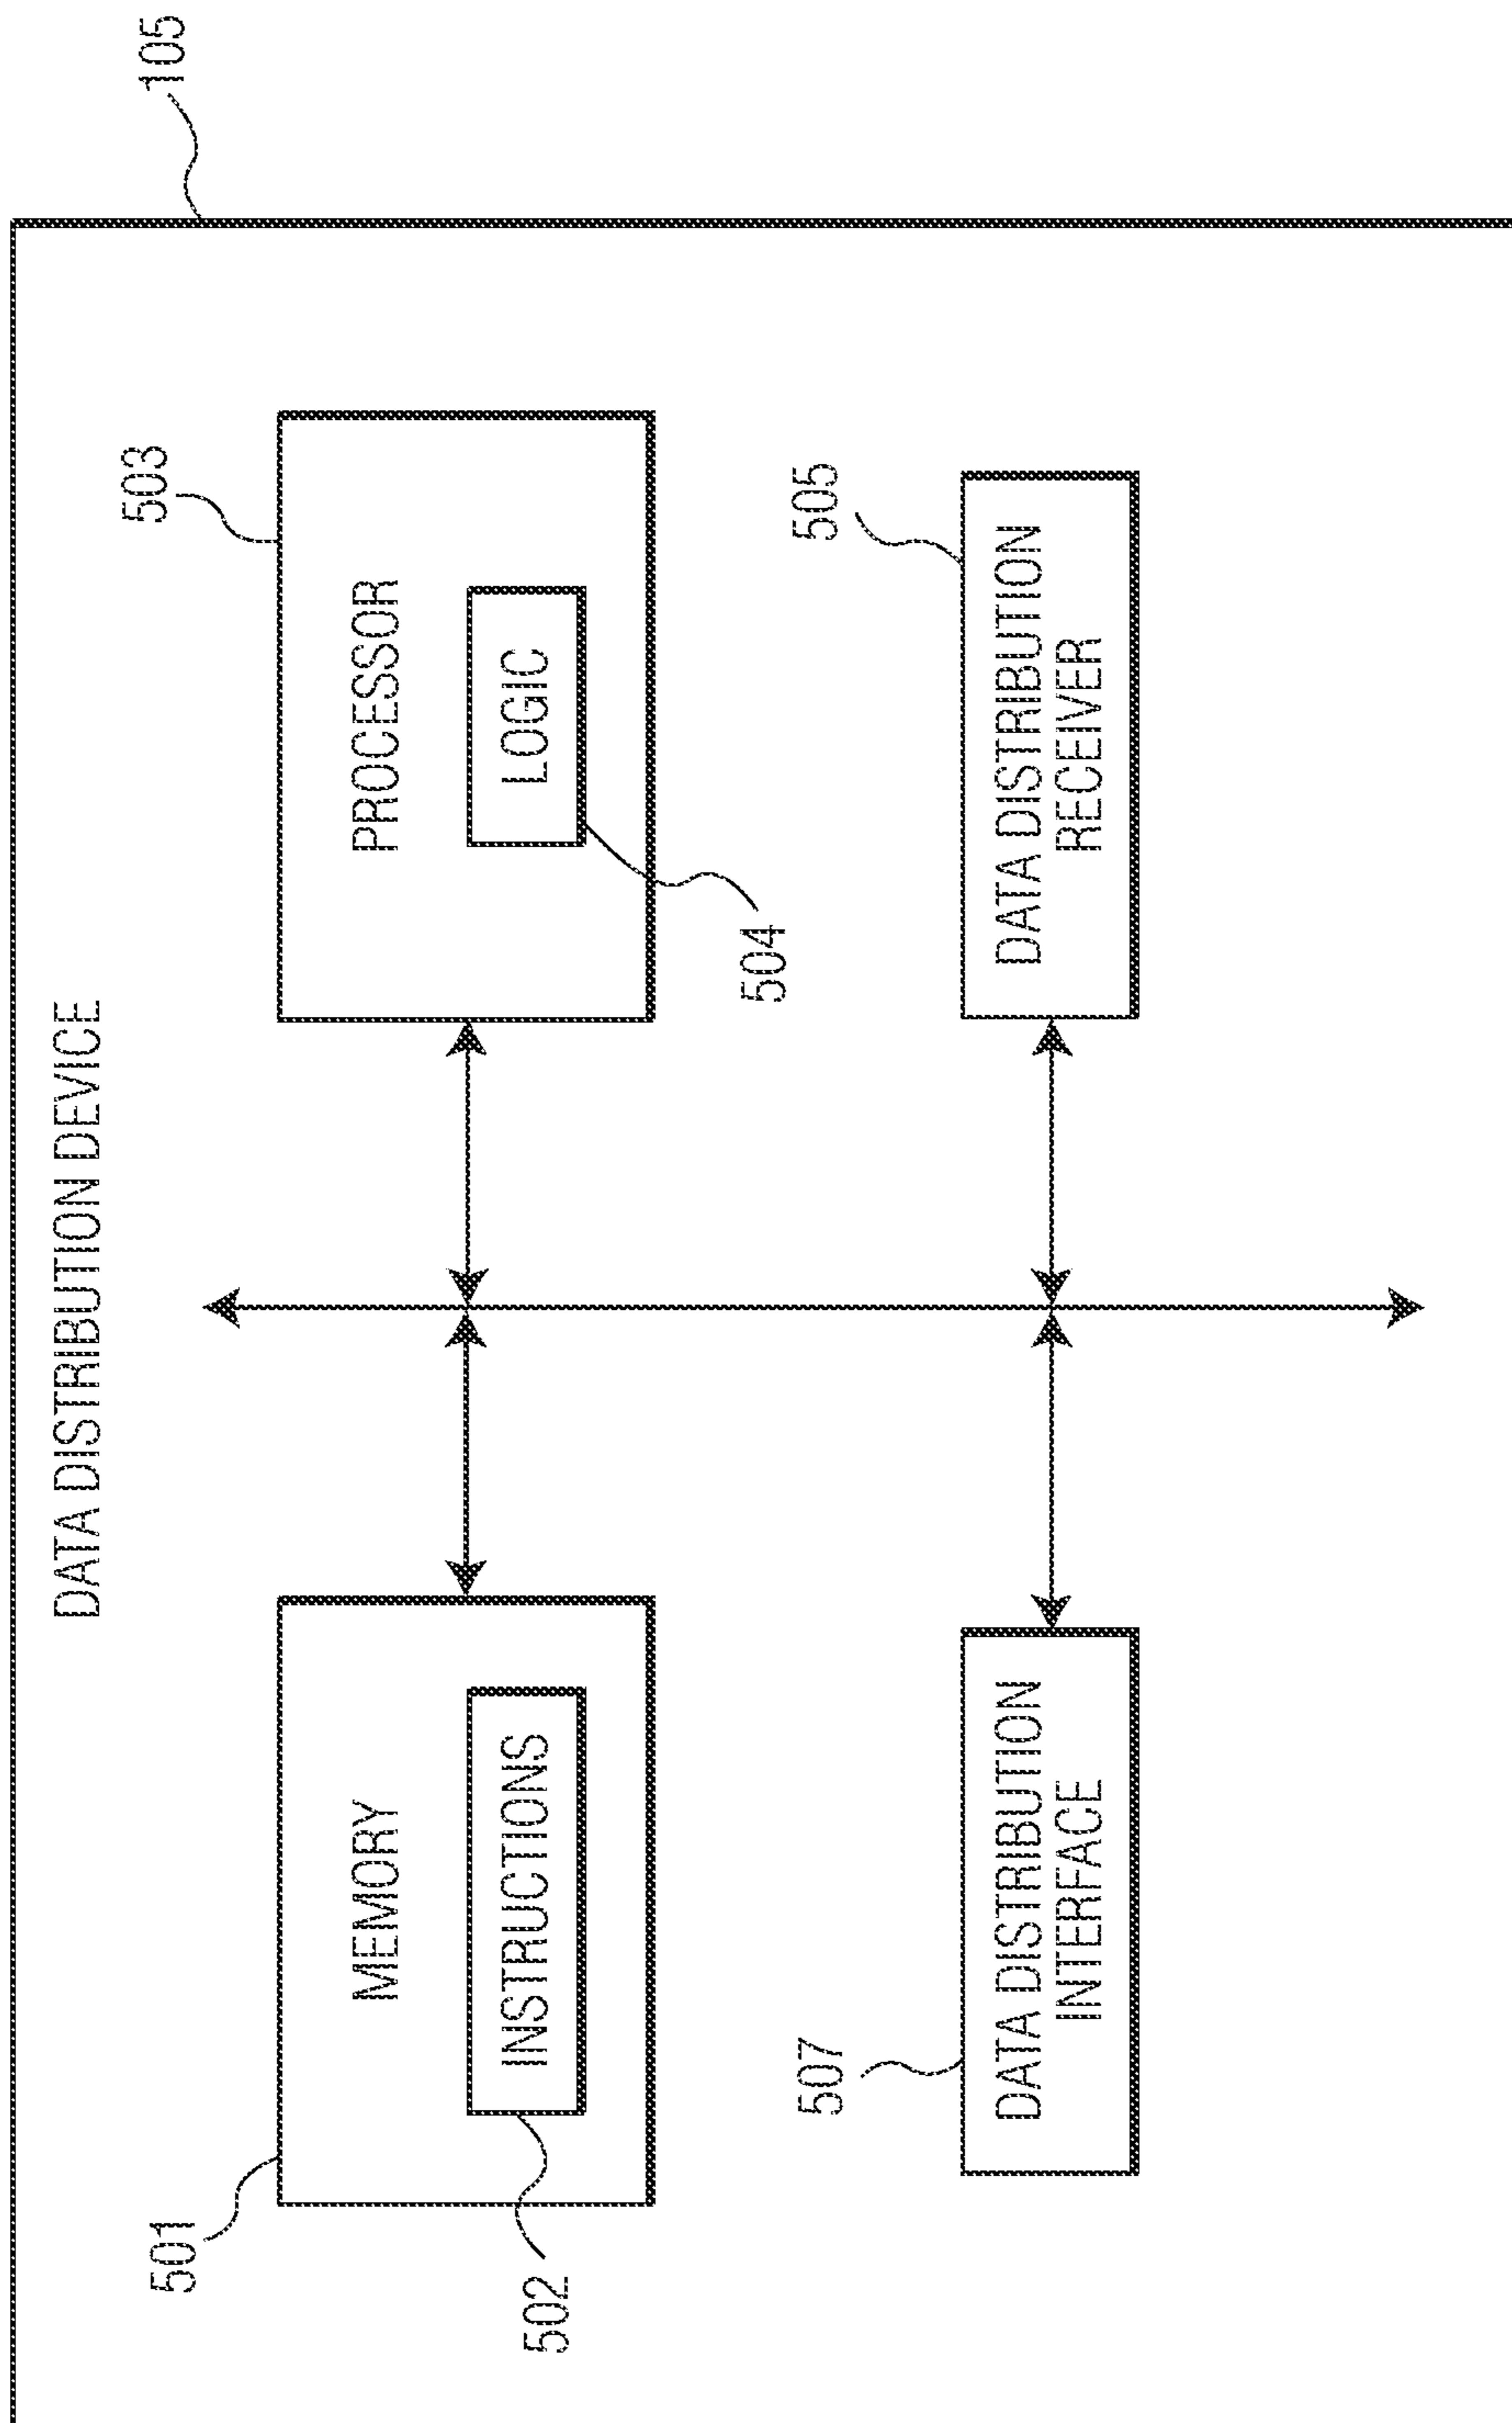 DATA DISTRIBUTION DEVICE
105
501
MEMORY
INSTRUCTIONS
502
503
PROCESSOR
LOGIC
504
507
DATA DISTRIBUTION
INTERFACE
505
DATA DISTRIBUTION
RECEIVER